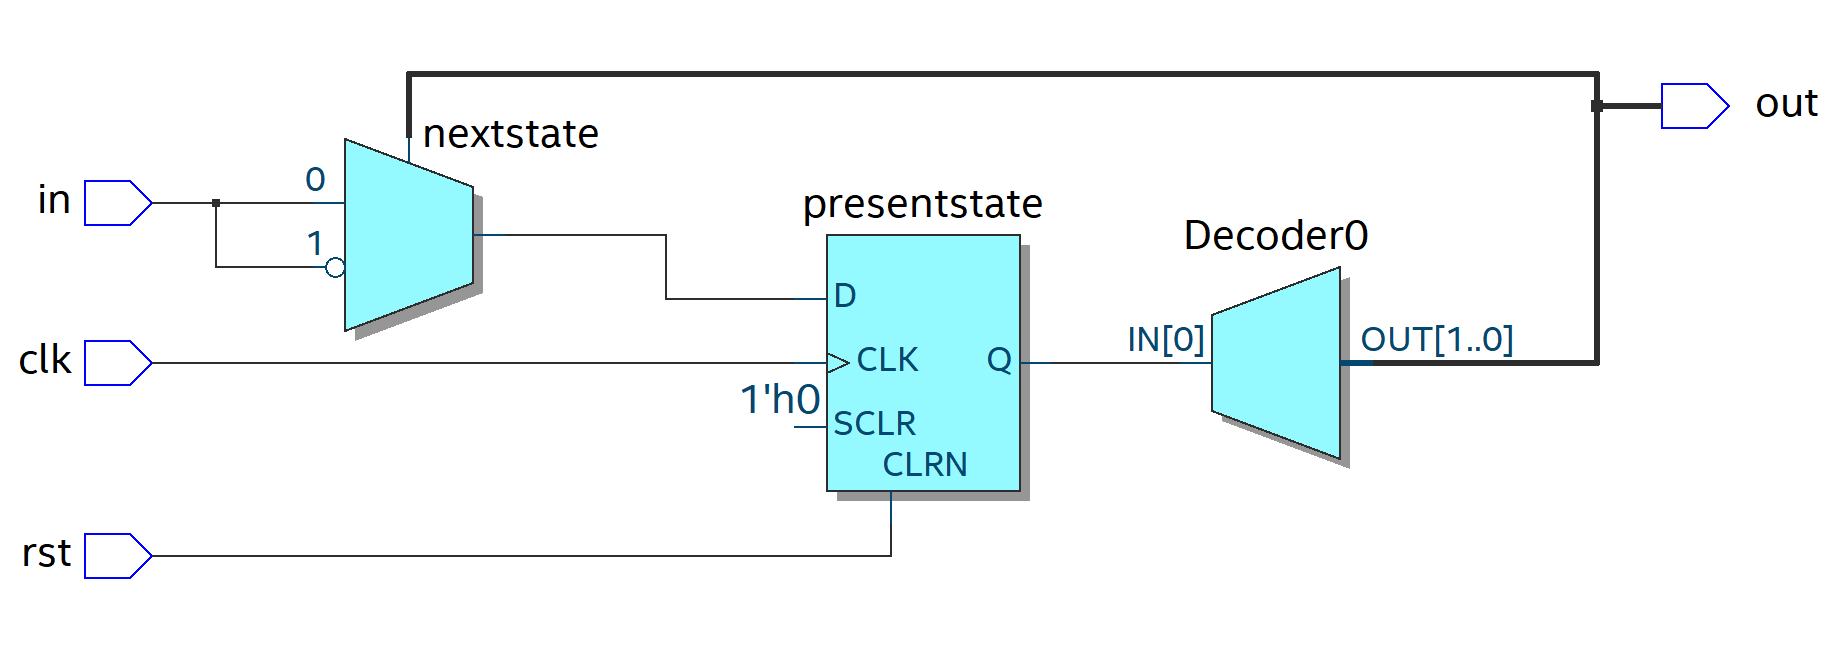 out
nextstate
0
in
presentstate
1
Decoder0
D
IN[0]
OUT[1..0]
clk
CLK
Q
1'h0
SCLR
CLRN
rst